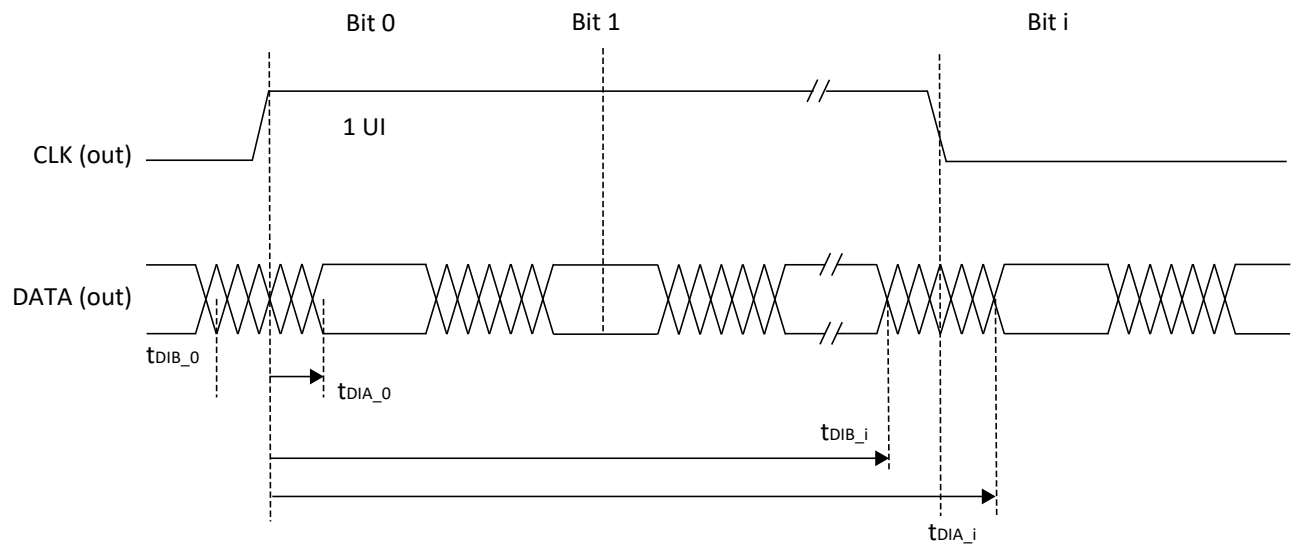 Bit 0 Bit 1 Bit i
1 UI
CLK (out)
DATA (out)
tDIB_0
tDIA_0
tDIB_i
tDIA_i